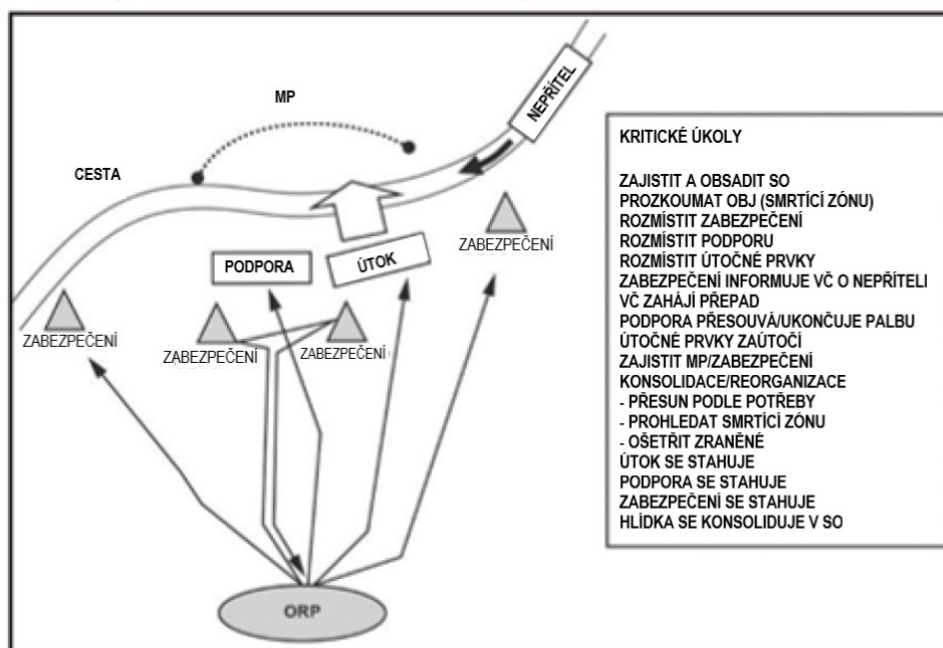 MP
NEPŘÍTEL
CESTA
ZABEZPEČENÍ
PODPORA
ÚTOK
ZABEZPEČENÍ
ZABEZPEČENÍ
ZABEZPEČENÍ
ORP
KRITICKÉ ÚKOLY
ZAJISTIT A OBSADIT SO
PROZKOUMAT OBJ (SMRTÍCÍ ZÓNU)
ROZMÍSTIT ZABEZPEČENÍ
ROZMÍSTIT PODPORU
ROZMÍSTIT ÚTOČNÉ PRVKY
ZABEZPEČENÍ INFORMUJE VČ O NEPŘÍTELI
VČ ZAHÁJÍ PŘEPAD
PODPORA PŘESOUVÁ/UKONČUJE PALBU
ÚTOČNÉ PRVKY ZAÚTOČÍ
ZAJISTIT MP/ZABEZPEČENÍ
KONSOLIDACE/REORGANIZACE
- PŘESUN PODLE POTŘEBY
- PROHLEDAT SMRTÍCÍ ZÓNU
- OŠETŘIT ZRANĚNÉ
ÚTOK SE STAHUJE
PODPORA SE STAHUJE
ZABEZPEČENÍ SE STAHUJE
HLÍDKA SE KONSOLIDUJE V SO